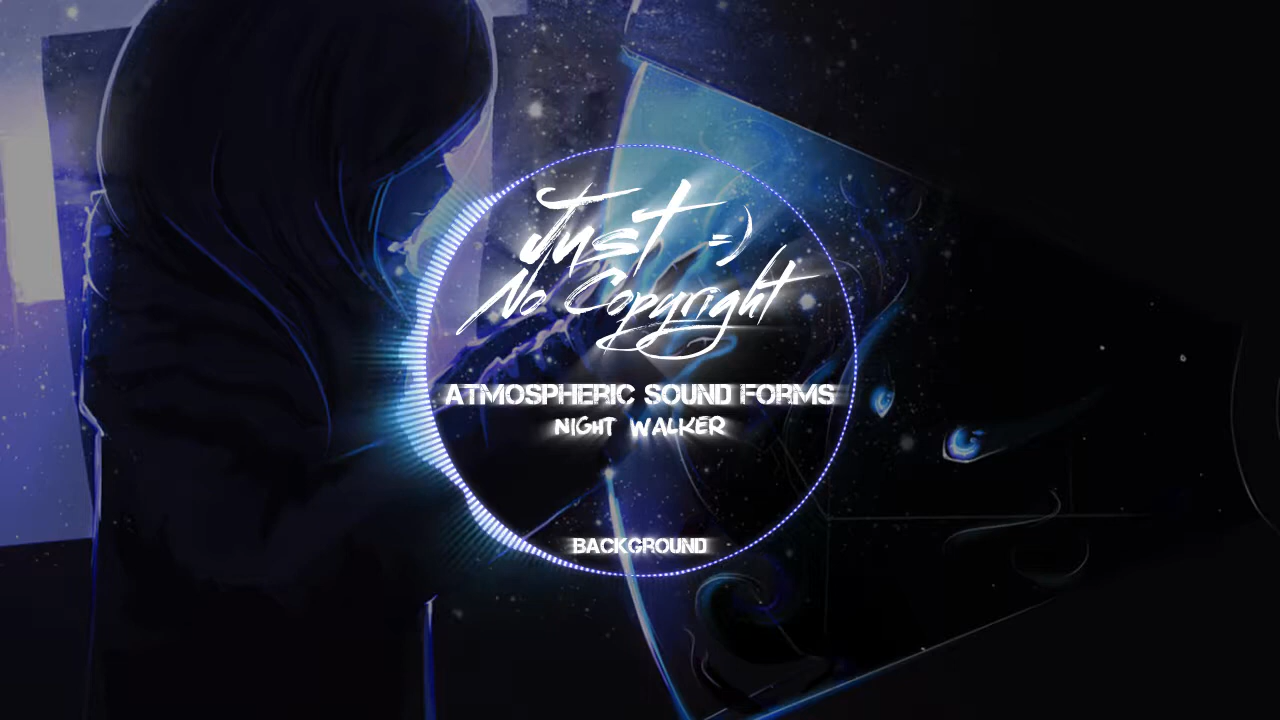 Just =)
No Copyright
ATMOSPHERIC SOUND FORMS
NIGHT WALKER
BACKGROUND